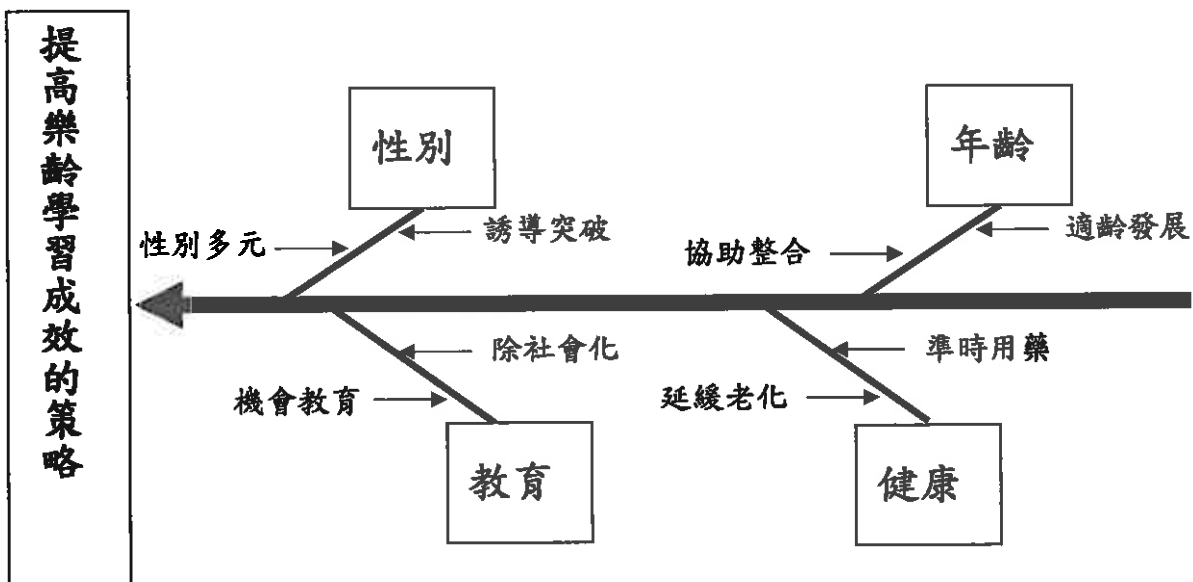 提高樂齡學習成效的策略
性別
年齡
性別多元
誘導突破
協助整合
適齡發展
除社會化
準時用藥
機會教育
延緩老化
教育
健康